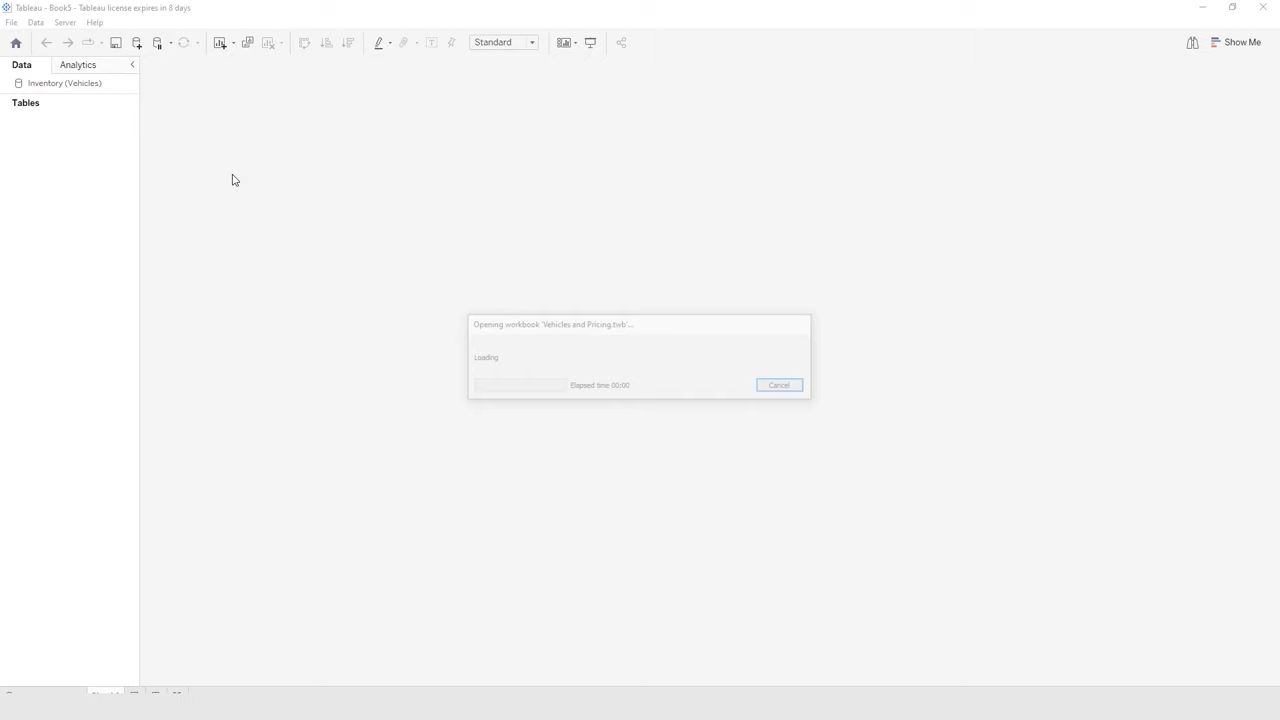 Tableau - Book5 - Tableau license expires in 8 days
File Data Server Help
Standard
Show Me
Data Analytics
Inventory (Vehicles)
Tables
Opening workbook 'Vehicles and Pricing.twb'...
Loading
Elapsed time 00:00
Cancel